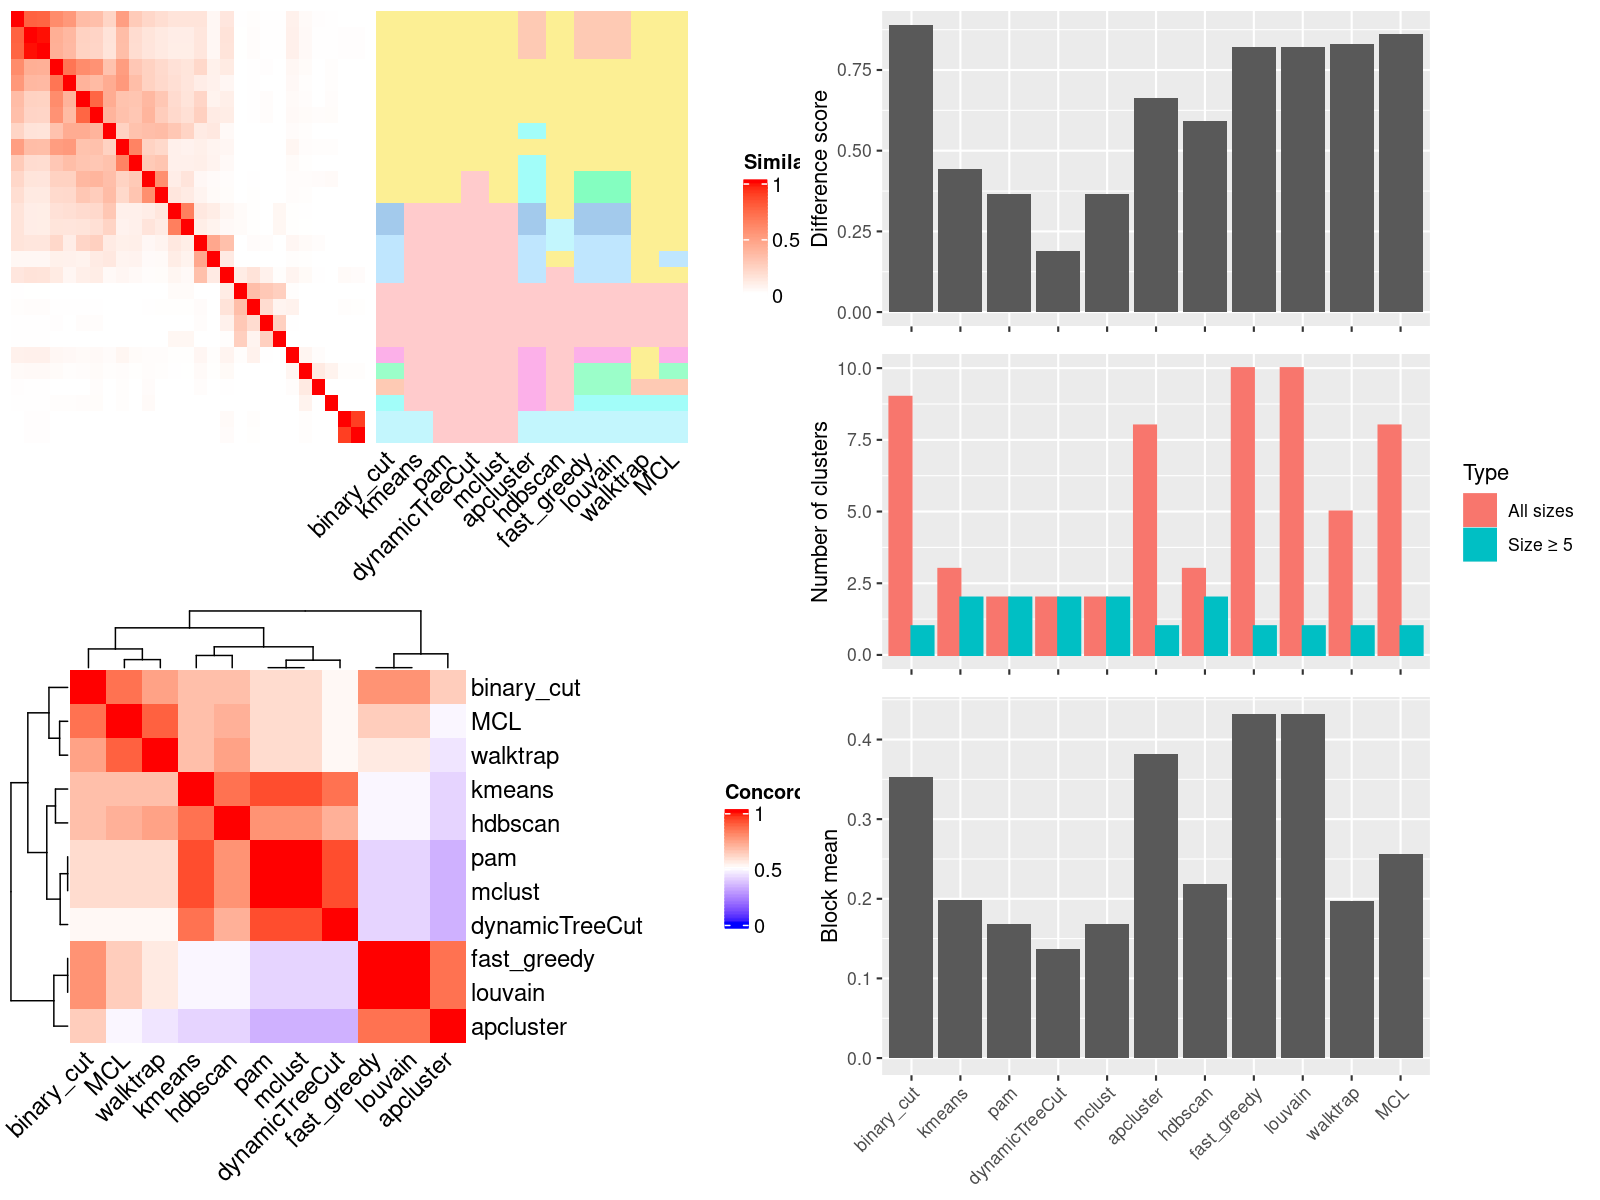 Simila
1
0.5
0
binary_cut
kmeans
pam
dynamicTreeCut
mclust
apcluster
hdbscan
fast_greedy
louvain
walktrap
MCL
binary_cut
MCL
walktrap
kmeans
hdbscan
pam
mclust
dynamicTreeCut
fast_greedy
louvain
apcluster
Concord
1
0.5
0
binary_cut
MCL
walktrap
kmeans
hdbscan
pam
mclust
dynamicTreeCut
fast_greedy
louvain
apcluster
Difference score
0.75
0.50
0.25
0.00
Number of clusters
10.0
7.5
5.0
2.5
0.0
Type
All sizes
Size ≥ 5
Block mean
0.4
0.3
0.2
0.1
0.0
binary_cut
kmeans
pam
dynamicTreeCut
mclust
apcluster
hdbscan
fast_greedy
louvain
walktrap
MCL